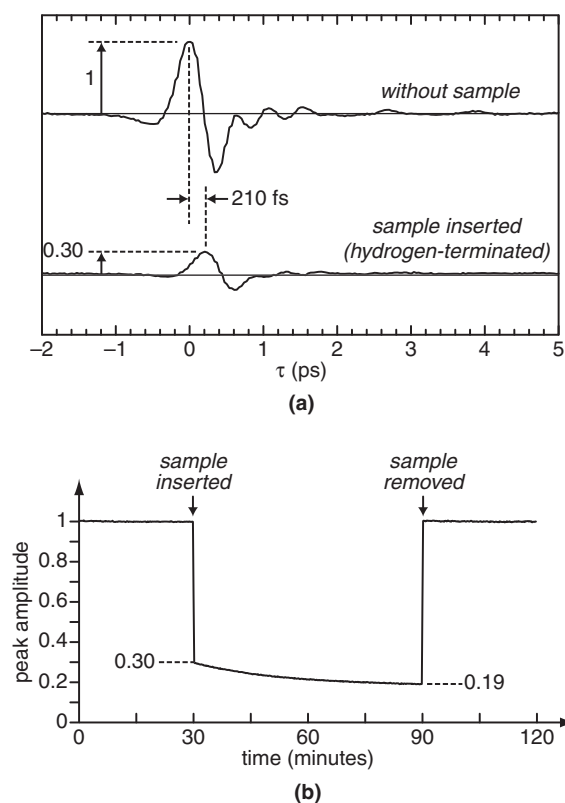 1
without sample
210 fs
0.30
sample inserted
(hydrogen-terminated)
–2 –1 0 1 2 3 4 5
τ (ps)
(a)
sample
inserted
sample
removed
peak amplitude
1
0.8
0.6
0.4
0.2
0
0.30
0.19
0 30 60 90 120
time (minutes)
(b)